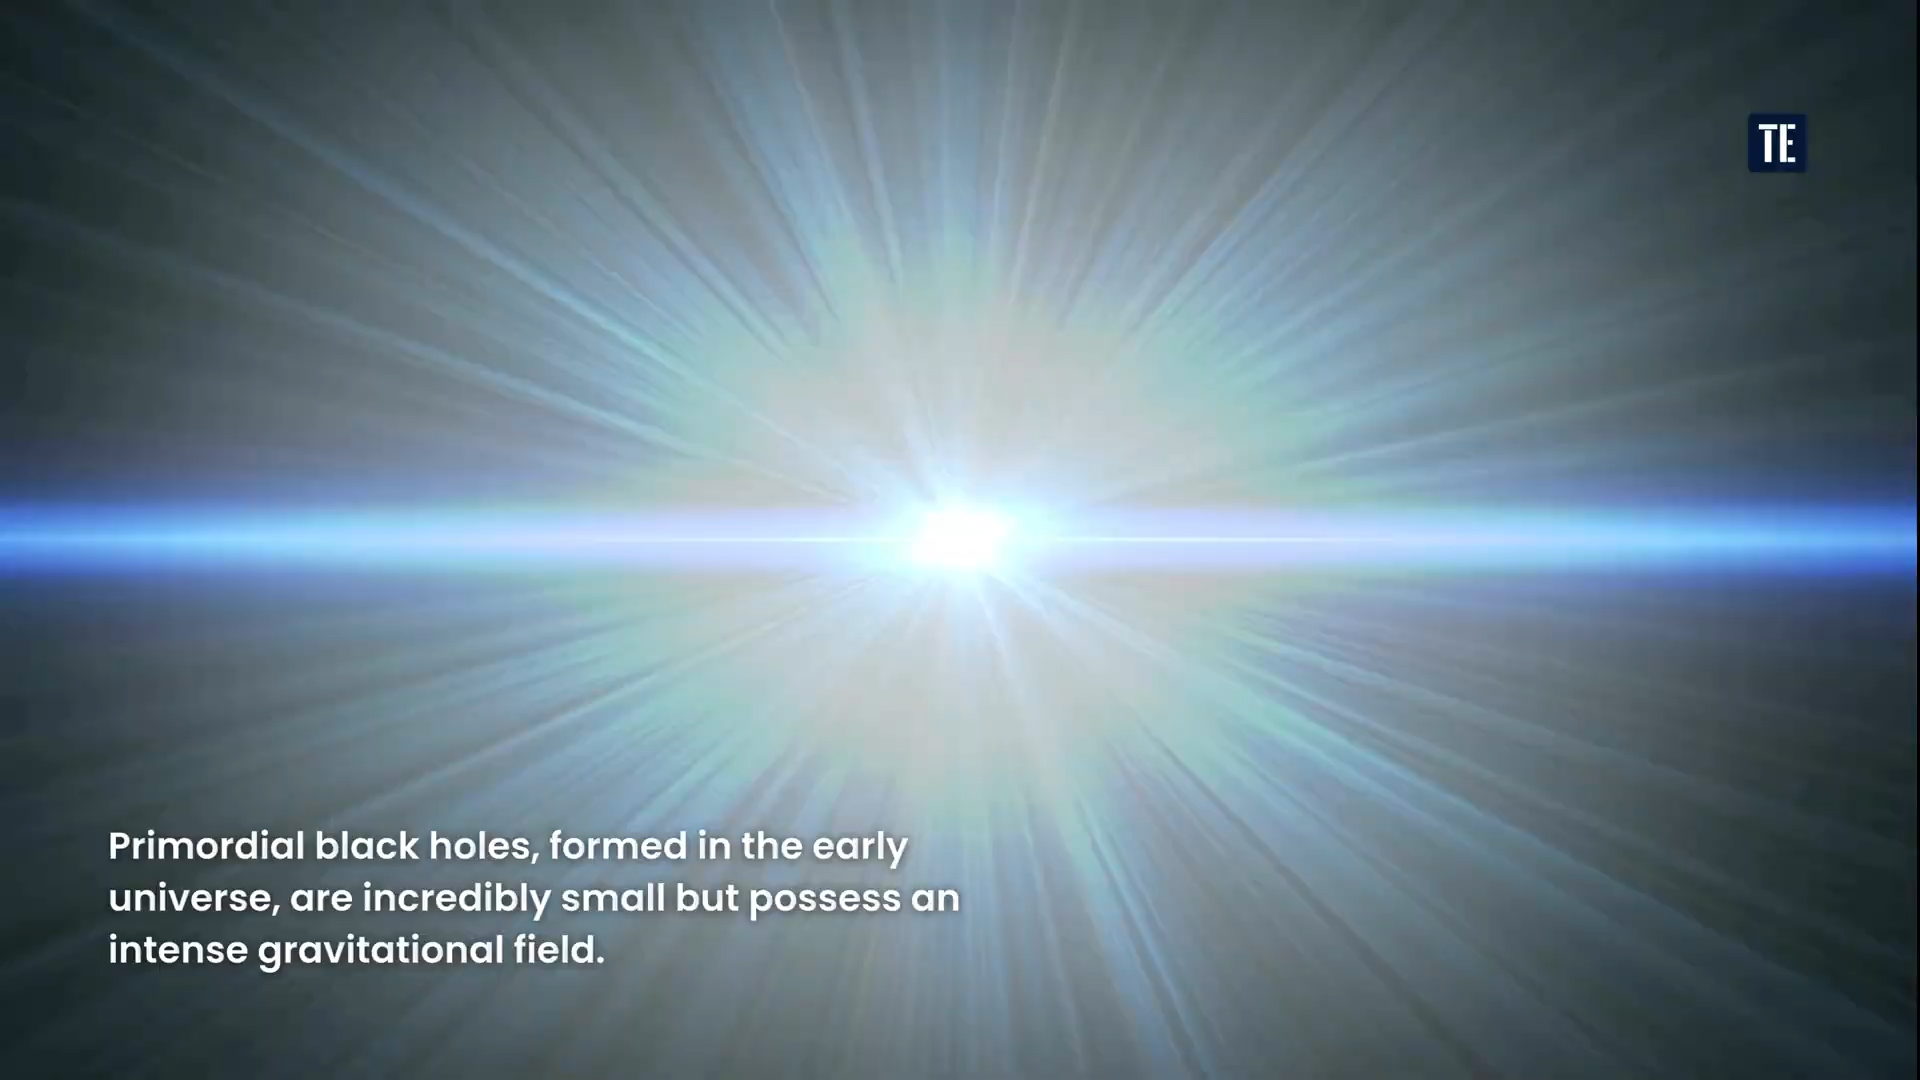 TE
Primordial black holes, formed in the early
universe, are incredibly small but possess an
intense gravitational field.